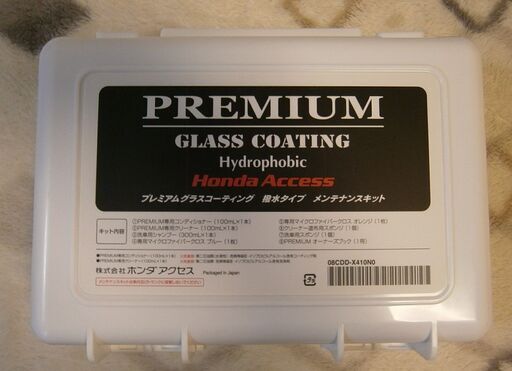 PREMIUM
GLASS COATING
Hydrophobic
Honda Access
プレミアムグラスコーティング 撥水タイプ メンテナンスキット
キット内容
①PREMIUM専用コンディショナー (100mL×1本)
②PREMIUM専用クリーナー (100mL×1本)
③洗車用シャンプー (300mL×1本)
④専用マイクロファイバークロス ブルー (1枚)
⑤専用マイクロファイバークロス オレンジ (1枚)
⑥クリーナー塗布用スポンジ (1個)
⑦洗車用スポンジ (1個)
⑧PREMIUM オーナーズブック (1冊)
株式会社ホンダアクセス
Packaged in Japan
08CDD-X410N0